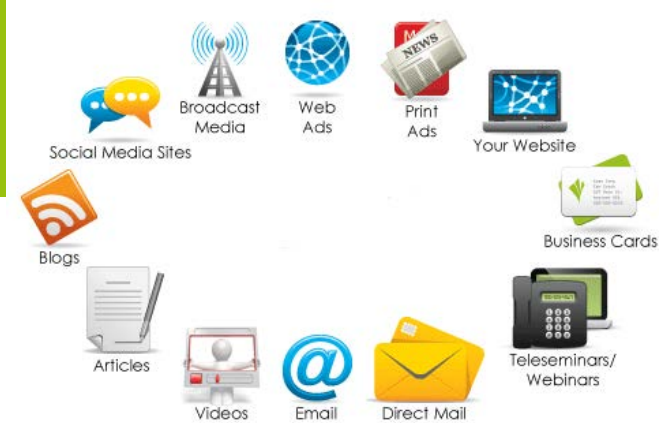 Broadcast
Media
Web
Ads
NEWS
Print
Ads
Your Website
Social Media Sites
Business Cards
Blogs
Articles
Teleseminars/
Webinars
Videos
Email
@
Direct Mail